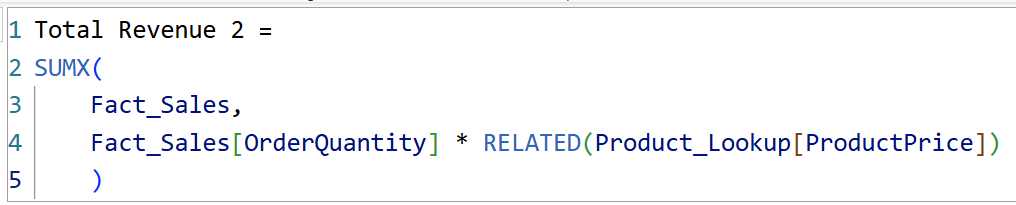 1 Total Revenue 2 =
2 SUMX(
3     Fact_Sales,
4     Fact_Sales[OrderQuantity] * RELATED(Product_Lookup[ProductPrice])
5     )